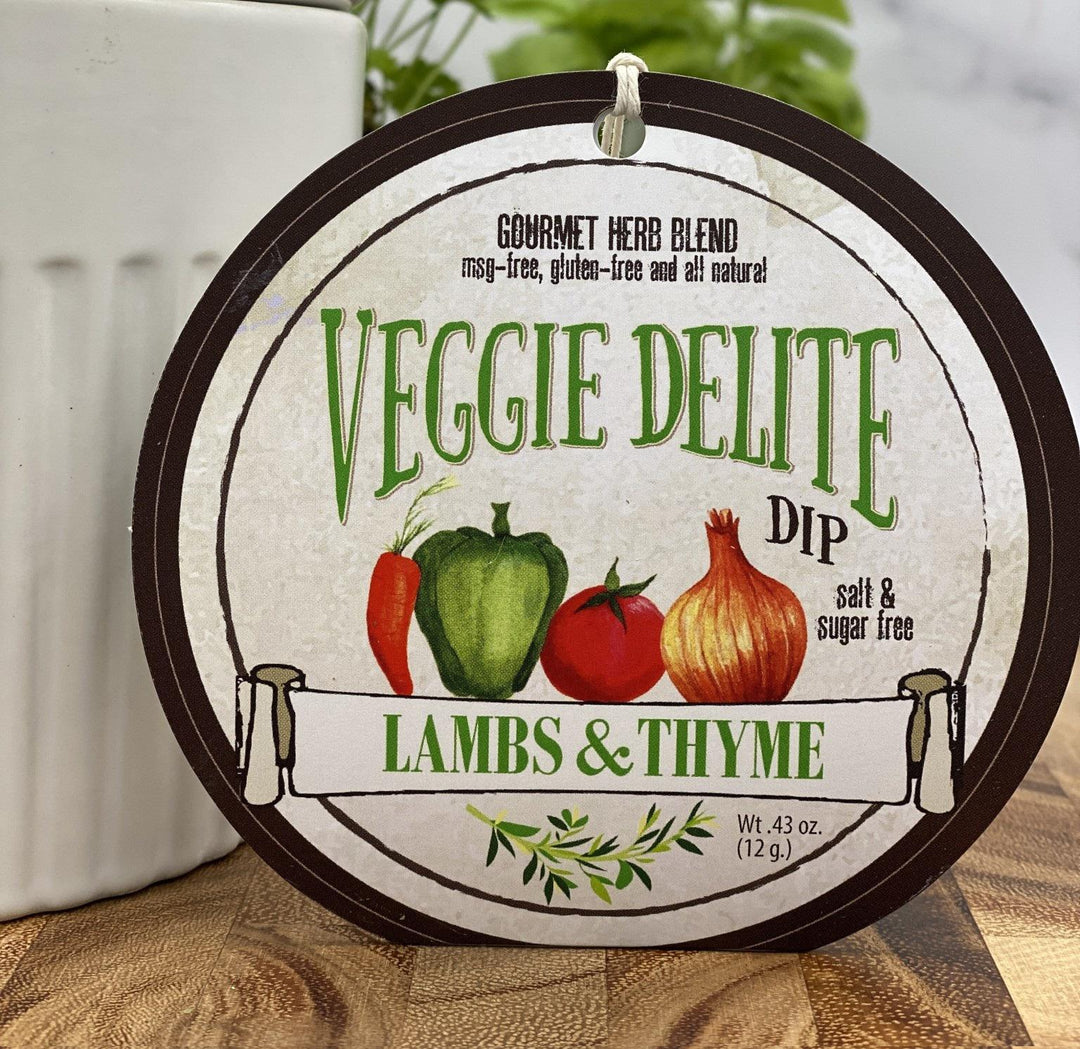 GOURMET HERB BLEND
msg-free, gluten-free and all natural
VEGGIE DELITE
DIP
salt &
sugar free
LAMBS & THYME
Wt .43 oz.
(12 g.)